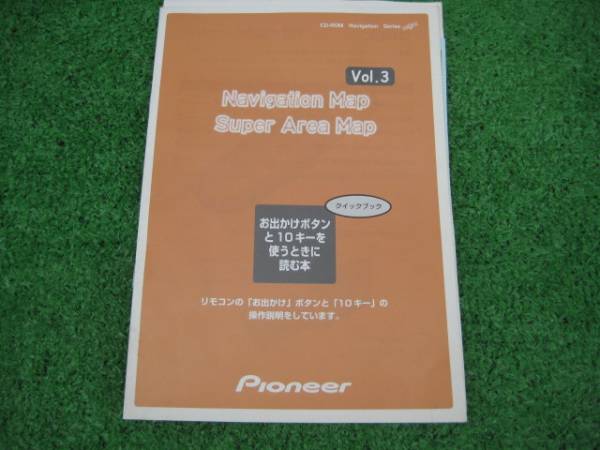 CD-ROM Navigation Series
Vol.3
Navigation Map
Super Area Map
クイックブック
お出かけボタン
と10キーを
使うときに
読む本
リモコンの「お出かけ」ボタンと「10キー」の
操作説明をしています。
Pioneer